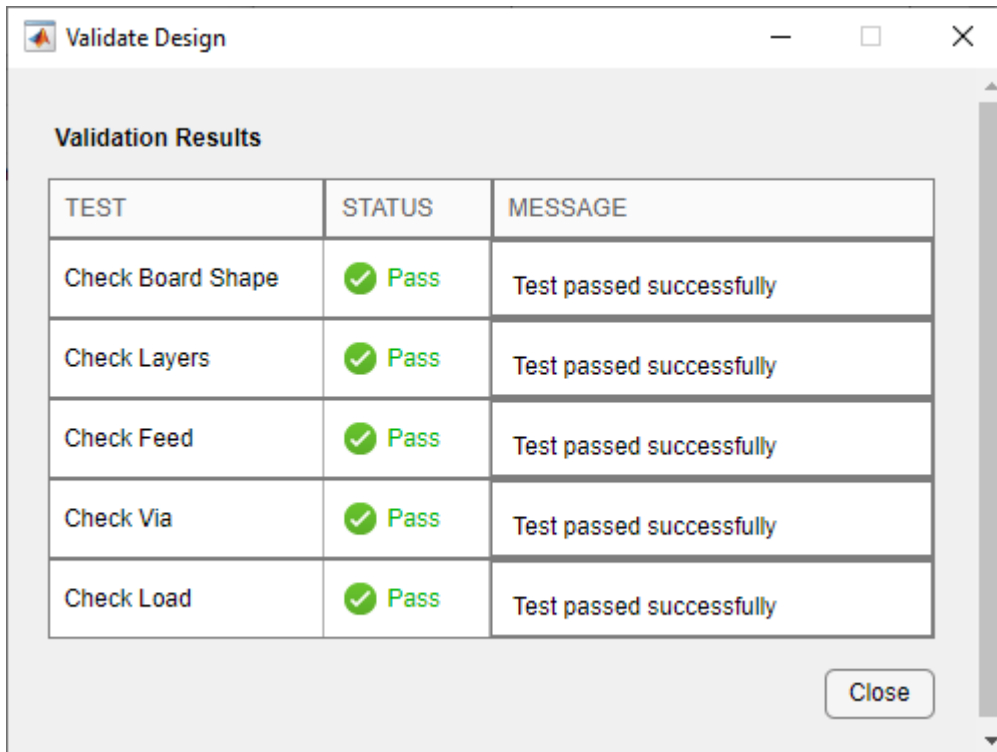 Validate Design
Validation Results
TEST STATUS MESSAGE
Check Board Shape Pass Test passed successfully
Check Layers Pass Test passed successfully
Check Feed Pass Test passed successfully
Check Via Pass Test passed successfully
Check Load Pass Test passed successfully
Close